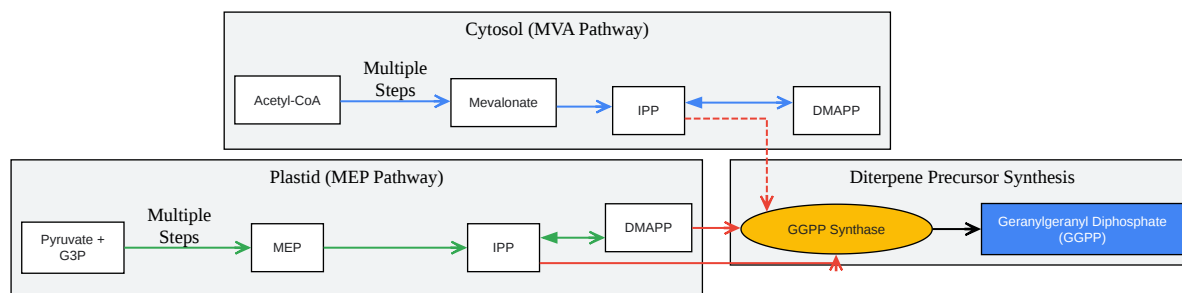 Cytosol (MVA Pathway)
Multiple
Steps
Acetyl-CoA
Mevalonate
IPP
DMAPP
Plastid (MEP Pathway)
Multiple
Steps
Pyruvate +
G3P
MEP
IPP
DMAPP
Diterpene Precursor Synthesis
GGPP Synthase
Geranylgeranyl Diphosphate
(GGPP)